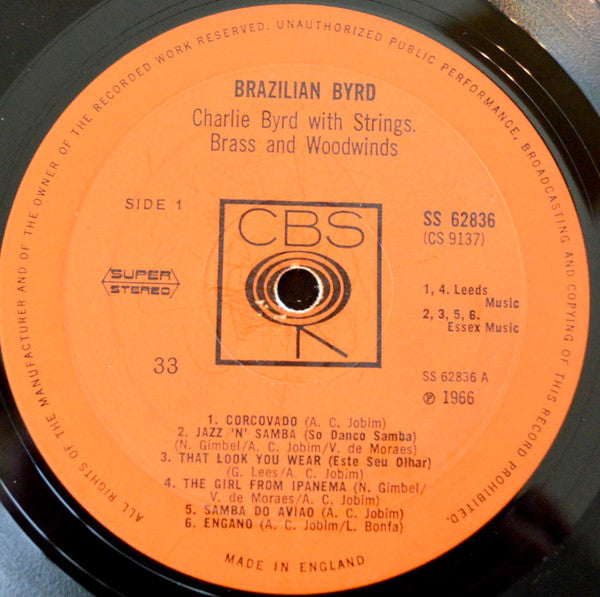 ALL RIGHTS OF THE MANUFACTURER AND OF THE OWNER OF THE RECORDED WORK RESERVED. UNAUTHORIZED PUBLIC PERFORMANCE, BROADCASTING AND COPYING OF THIS RECORD PROHIBITED.
BRAZILIAN BYRD
Charlie Byrd with Strings,
Brass and Woodwinds
SIDE 1
CBS
SS 62836
(CS 9137)
SUPER
STEREO
1, 4. Leeds
Music
2, 3, 5, 6.
Essex Music
33
SS 62836 A
℗ 1966
1. CORCOVADO (A. C. Jobim)
2. JAZZ 'N' SAMBA (So Danco Samba)
(N. Gimbel/A. C. Jobim/V. de Moraes)
3. THAT LOOK YOU WEAR (Este Seu Olhar)
(G. Lees/A. C. Jobim)
4. THE GIRL FROM IPANEMA (N. Gimbel/
V. de Moraes/A. C. Jobim)
5. SAMBA DO AVIAO (A. C. Jobim)
6. ENGANO (A. C. Jobim/L. Bonfa)
MADE IN ENGLAND